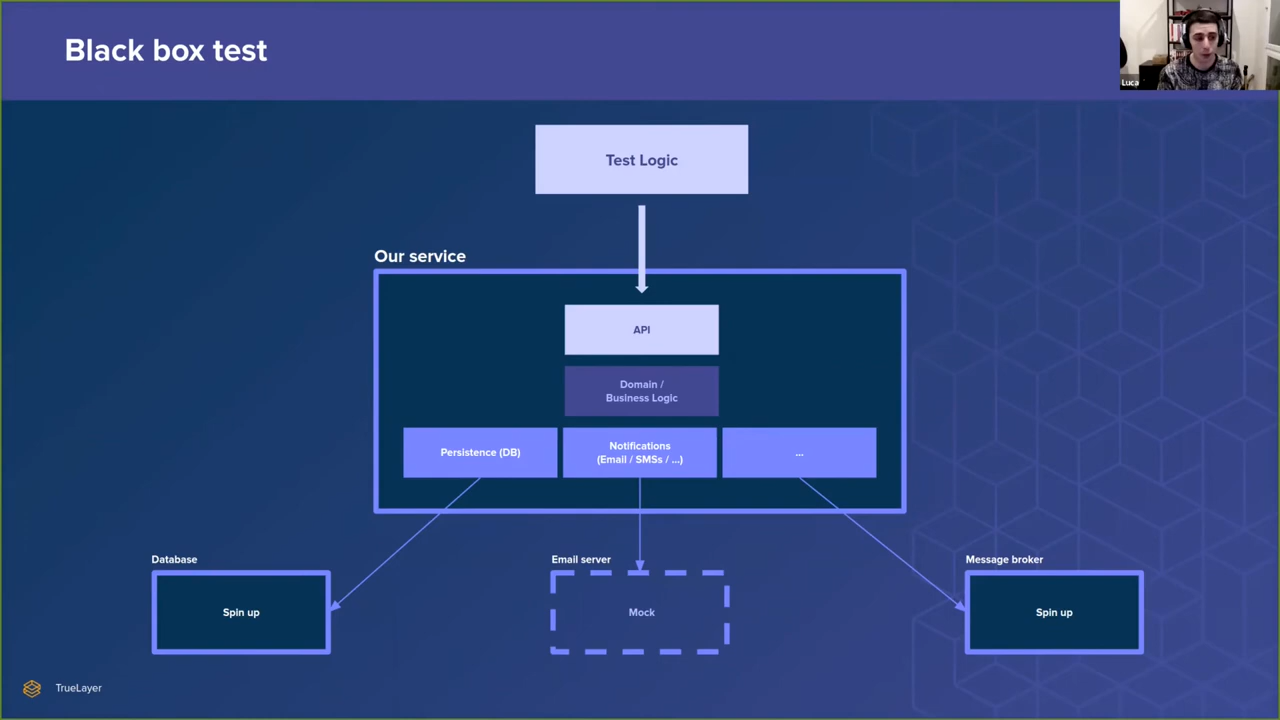 Black box test
Luca
Test Logic
Our service
API
Domain /
Business Logic
Persistence (DB)
Notifications
(Email / SMSs / ...)
...
Database
Email server
Message broker
Spin up
Mock
Spin up
TrueLayer